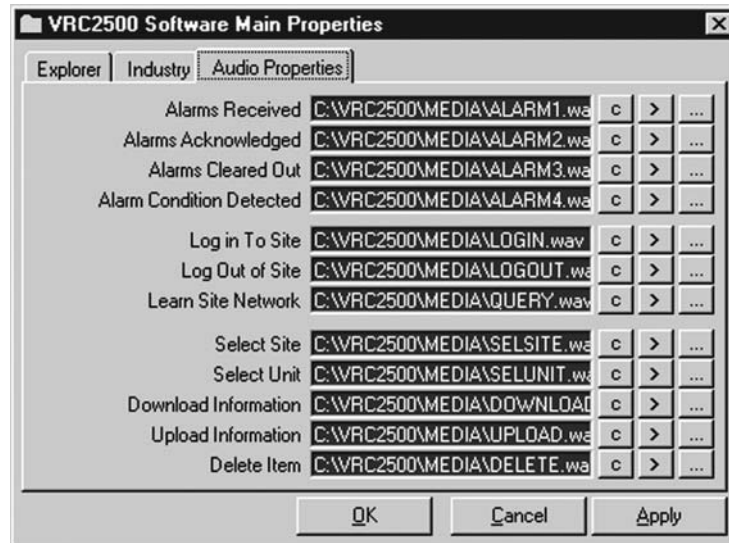 VRC2500 Software Main Properties
Explorer Industry Audio Properties
Alarms Received C:\VRC2500\MEDIA\ALARM1.wa c > ...
Alarms Acknowledged C:\VRC2500\MEDIA\ALARM2.wa c > ...
Alarms Cleared Out C:\VRC2500\MEDIA\ALARM3.wa c > ...
Alarm Condition Detected C:\VRC2500\MEDIA\ALARM4.wa c > ...
Log in To Site C:\VRC2500\MEDIA\LOGIN.wav c > ...
Log Out of Site C:\VRC2500\MEDIA\LOGOUT.wa c > ...
Learn Site Network C:\VRC2500\MEDIA\QUERY.wav c > ...
Select Site C:\VRC2500\MEDIA\SELSITE.wa c > ...
Select Unit C:\VRC2500\MEDIA\SELUNIT.wa c > ...
Download Information C:\VRC2500\MEDIA\DOWNLOAD c > ...
Upload Information C:\VRC2500\MEDIA\UPLOAD.wa c > ...
Delete Item C:\VRC2500\MEDIA\DELETE.wa c > ...
OK Cancel Apply